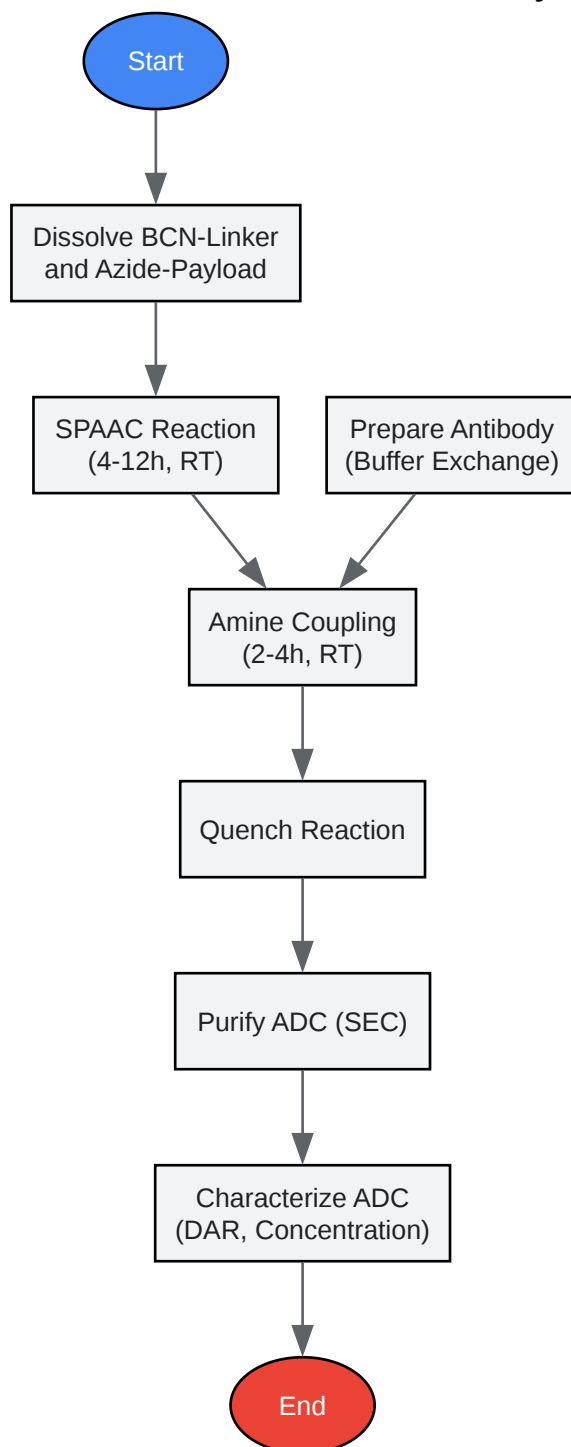 Start
Dissolve BCN-Linker
and Azide-Payload
SPAAC Reaction
(4-12h, RT)
Prepare Antibody
(Buffer Exchange)
Amine Coupling
(2-4h, RT)
Quench Reaction
Purify ADC (SEC)
Characterize ADC
(DAR, Concentration)
End